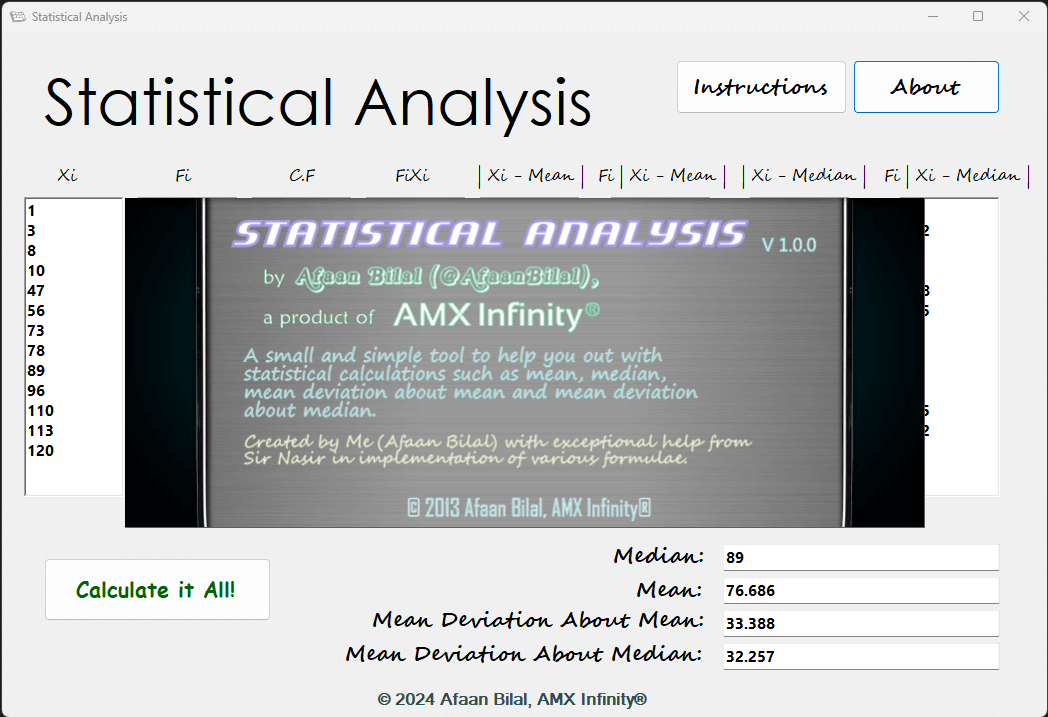 Statistical Analysis
Statistical Analysis
Instructions
About
Xi Fi C.F FiXi | Xi - Mean | Fi | Xi - Mean | | Xi - Median | Fi | Xi - Median |
1
3
8
10
47
56
73
78
89
96
110
113
120
STATISTICAL ANALYSIS V 1.0.0
by Afaan Bilal (@AfaanBilal),
a product of AMX Infinity®
A small and simple tool to help you out with
statistical calculations such as mean, median,
mean deviation about mean and mean deviation
about median.
Created by Me (Afaan Bilal) with exceptional help from
Sir Nasir in implementation of various formulae.
© 2013 Afaan Bilal, AMX Infinity®
Calculate it All!
Median: 89
Mean: 76.686
Mean Deviation About Mean: 33.388
Mean Deviation About Median: 32.257
© 2024 Afaan Bilal, AMX Infinity®